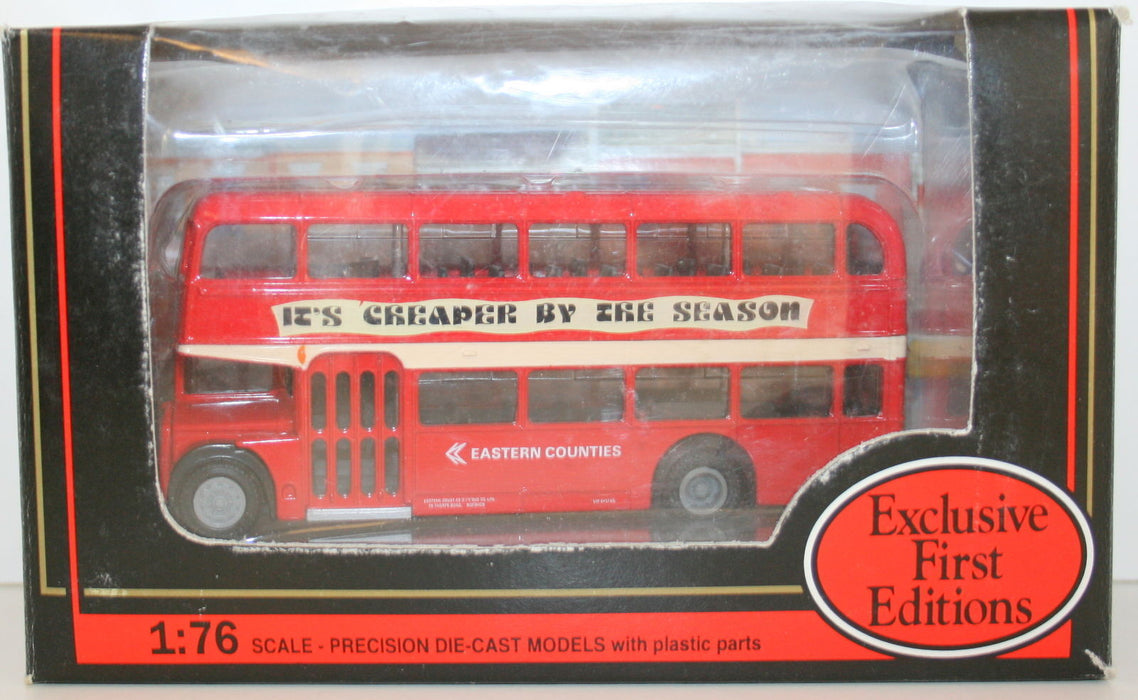 IT'S CHEAPER BY THE SEASON
EASTERN COUNTIES
Exclusive
First
Editions
1:76 SCALE - PRECISION DIE-CAST MODELS with plastic parts